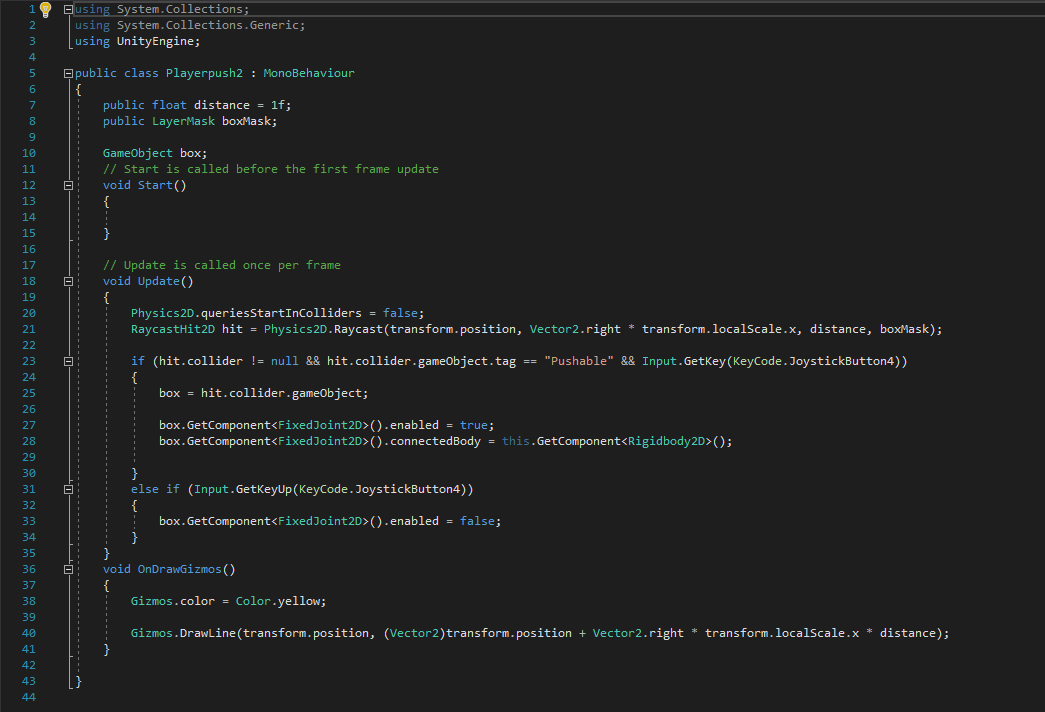 1 using System.Collections;
2 using System.Collections.Generic;
3 using UnityEngine;
4
5 public class Playerpush2 : MonoBehaviour
6 {
7 public float distance = 1f;
8 public LayerMask boxMask;
9
10 GameObject box;
11 // Start is called before the first frame update
12 void Start()
13 {
14
15 }
16
17 // Update is called once per frame
18 void Update()
19 {
20 Physics2D.queriesStartInColliders = false;
21 RaycastHit2D hit = Physics2D.Raycast(transform.position, Vector2.right * transform.localScale.x, distance, boxMask);
22
23 if (hit.collider != null && hit.collider.gameObject.tag == "Pushable" && Input.GetKey(KeyCode.JoystickButton4))
24 {
25 box = hit.collider.gameObject;
26
27 box.GetComponent<FixedJoint2D>().enabled = true;
28 box.GetComponent<FixedJoint2D>().connectedBody = this.GetComponent<Rigidbody2D>();
29
30 }
31 else if (Input.GetKeyUp(KeyCode.JoystickButton4))
32 {
33 box.GetComponent<FixedJoint2D>().enabled = false;
34 }
35 }
36 void OnDrawGizmos()
37 {
38 Gizmos.color = Color.yellow;
39
40 Gizmos.DrawLine(transform.position, (Vector2)transform.position + Vector2.right * transform.localScale.x * distance);
41 }
42
43 }
44